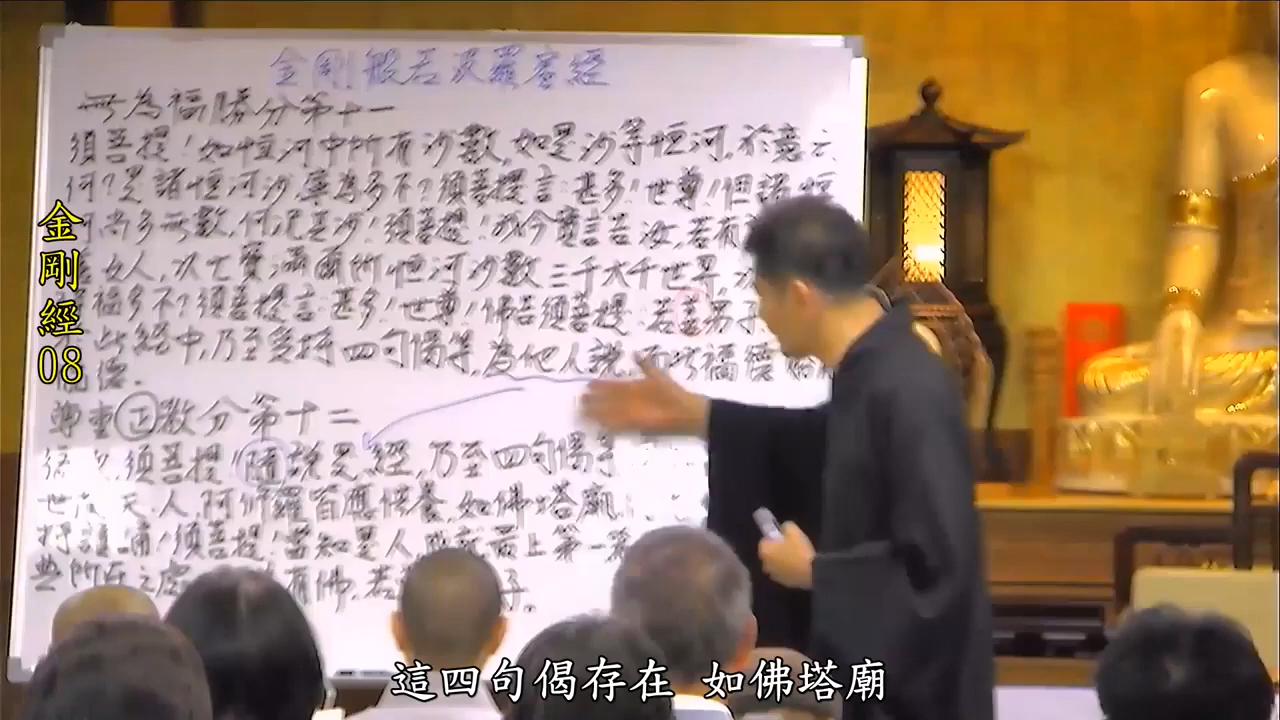 金剛般若波羅蜜經
無為福勝分第十一
須菩提！如恒河中所有沙數，如是沙等恒河，於意云
何？是諸恒河沙寧為多不？須菩提言：甚多！世尊！但諸恒
河尚多無數，何況其沙！須菩提！我今實言告汝，若有
女人，以七寶滿爾所恒河沙數三千大千世界，
福多不？須菩提言：甚多！世尊！佛告須菩提：若善男子
此經中，乃至受持四句偈等，為他人說，而此福德
福德。
尊重正教分第十二
復次，須菩提！隨說是經，乃至四句偈等
世間天、人、阿修羅皆應供養，如佛塔廟，
持讀誦！須菩提！當知是人成就最上第一
典所在之處，有佛，若 子。
金剛經08
這四句偈存在 如佛塔廟